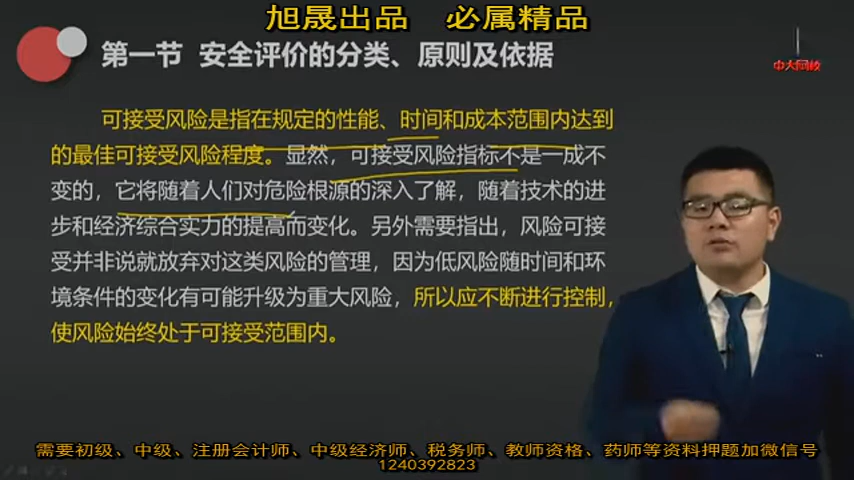 旭晟出品 必属精品
第一节 安全评价的分类、原则及依据
中大网校
可接受风险是指在规定的性能、时间和成本范围内达到
的最佳可接受风险程度。显然，可接受风险指标不是一成不
变的，它将随着人们对危险根源的深入了解，随着技术的进
步和经济综合实力的提高而变化。另外需要指出，风险可接
受并非说就放弃对这类风险的管理，因为低风险随时间和环
境条件的变化有可能升级为重大风险，所以应不断进行控制，
使风险始终处于可接受范围内。
需要初级、中级、注册会计师、中级经济师、税务师、教师资格、药师等资料押题加微信号
1240392823